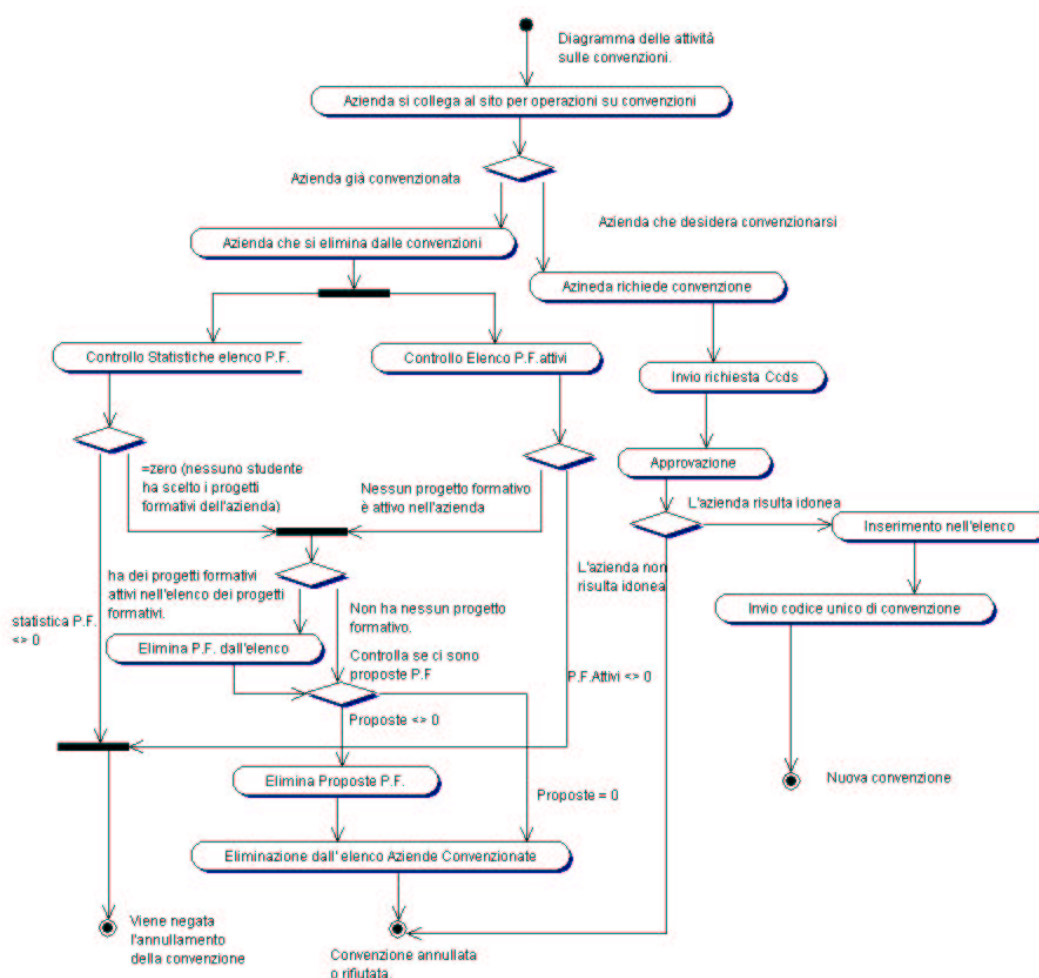 Diagramma delle attività
sulle convenzioni.
Azienda si collega al sito per operazioni su convenzioni
Azienda già convenzionata
Azienda che desidera convenzionarsi
Azienda che si elimina dalle convenzioni
Azineda richiede convenzione
Controllo Statistiche elenco P.F.
Controllo Elenco P.F.attivi
Invio richiesta Ccds
Approvazione
=zero (nessuno studente
ha scelto i progetti
formativi dell'azienda)
Nessun progetto formativo
è attivo nell'azienda
L'azienda risulta idonea
Inserimento nell'elenco
L'azienda non
risulta idonea
ha dei progetti formativi
attivi nell'elenco dei progetti
formativi.
Non ha nessun progetto
formativo.
Invio codice unico di convenzione
statistica P.F.
<> 0
Elimina P.F. dall'elenco
Controlla se ci sono
proposte P.F
P.F.Attivi <> 0
Proposte <> 0
Elimina Proposte P.F.
Proposte = 0
Nuova convenzione
Eliminazione dall' elenco Aziende Convenzionate
Viene negata
l'annullamento
della convenzione
Convenzione annullata
o rifiutata.